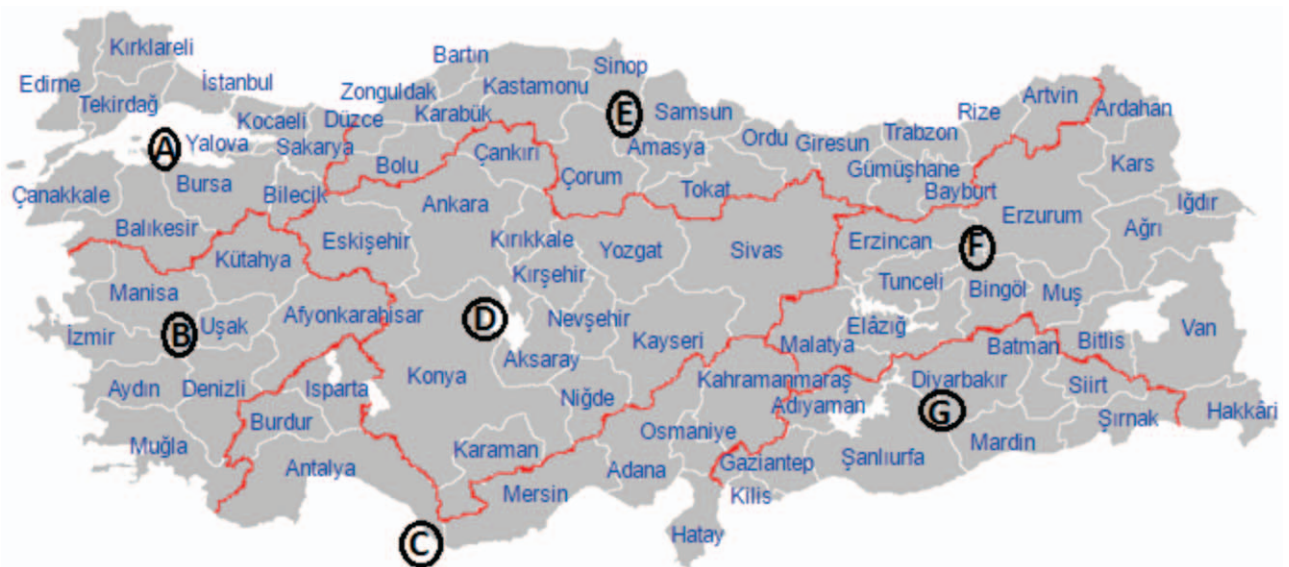 Kırklareli
Edirne
Tekirdağ
İstanbul
Kocaeli
Yalova
A
Sakarya
Düzce
Zonguldak
Bartın
Karabük
Kastamonu
Sinop
E
Samsun
Amasya
Ordu
Giresun
Trabzon
Rize
Artvin
Ardahan
Kars
Iğdır
Ağrı
Gümüşhane
Bayburt
Erzurum
Çanakkale
Bursa
Bilecik
Bolu
Çankırı
Çorum
Tokat
Balıkesir
Kütahya
Eskişehir
Ankara
Kırıkkale
Yozgat
Sivas
Erzincan
F
Tunceli
Bingöl
Muş
Manisa
İzmir
B
Uşak
Afyonkarahisar
D
Kırşehir
Nevşehir
Kayseri
Malatya
Elâzığ
Batman
Bitlis
Van
Aydın
Denizli
Isparta
Konya
Aksaray
Niğde
Kahramanmaraş
Adıyaman
Diyarbakır
G
Siirt
Şırnak
Hakkâri
Muğla
Burdur
Antalya
Karaman
Mersin
Adana
Osmaniye
Gaziantep
Şanlıurfa
Mardin
Kilis
Hatay
C